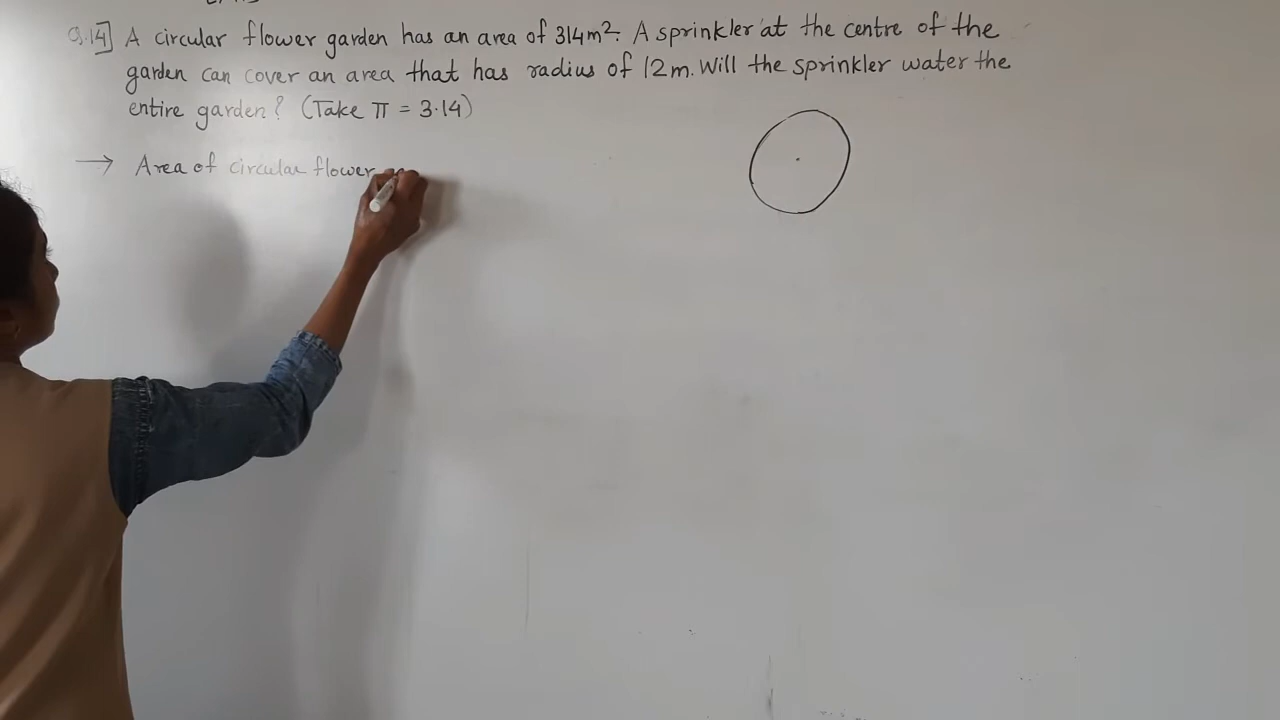 Q.14] A circular flower garden has an area of 314m². A sprinkler at the centre of the
garden can cover an area that has radius of 12m. Will the sprinkler water the
entire garden? (Take π = 3.14)
→ Area of circular flower